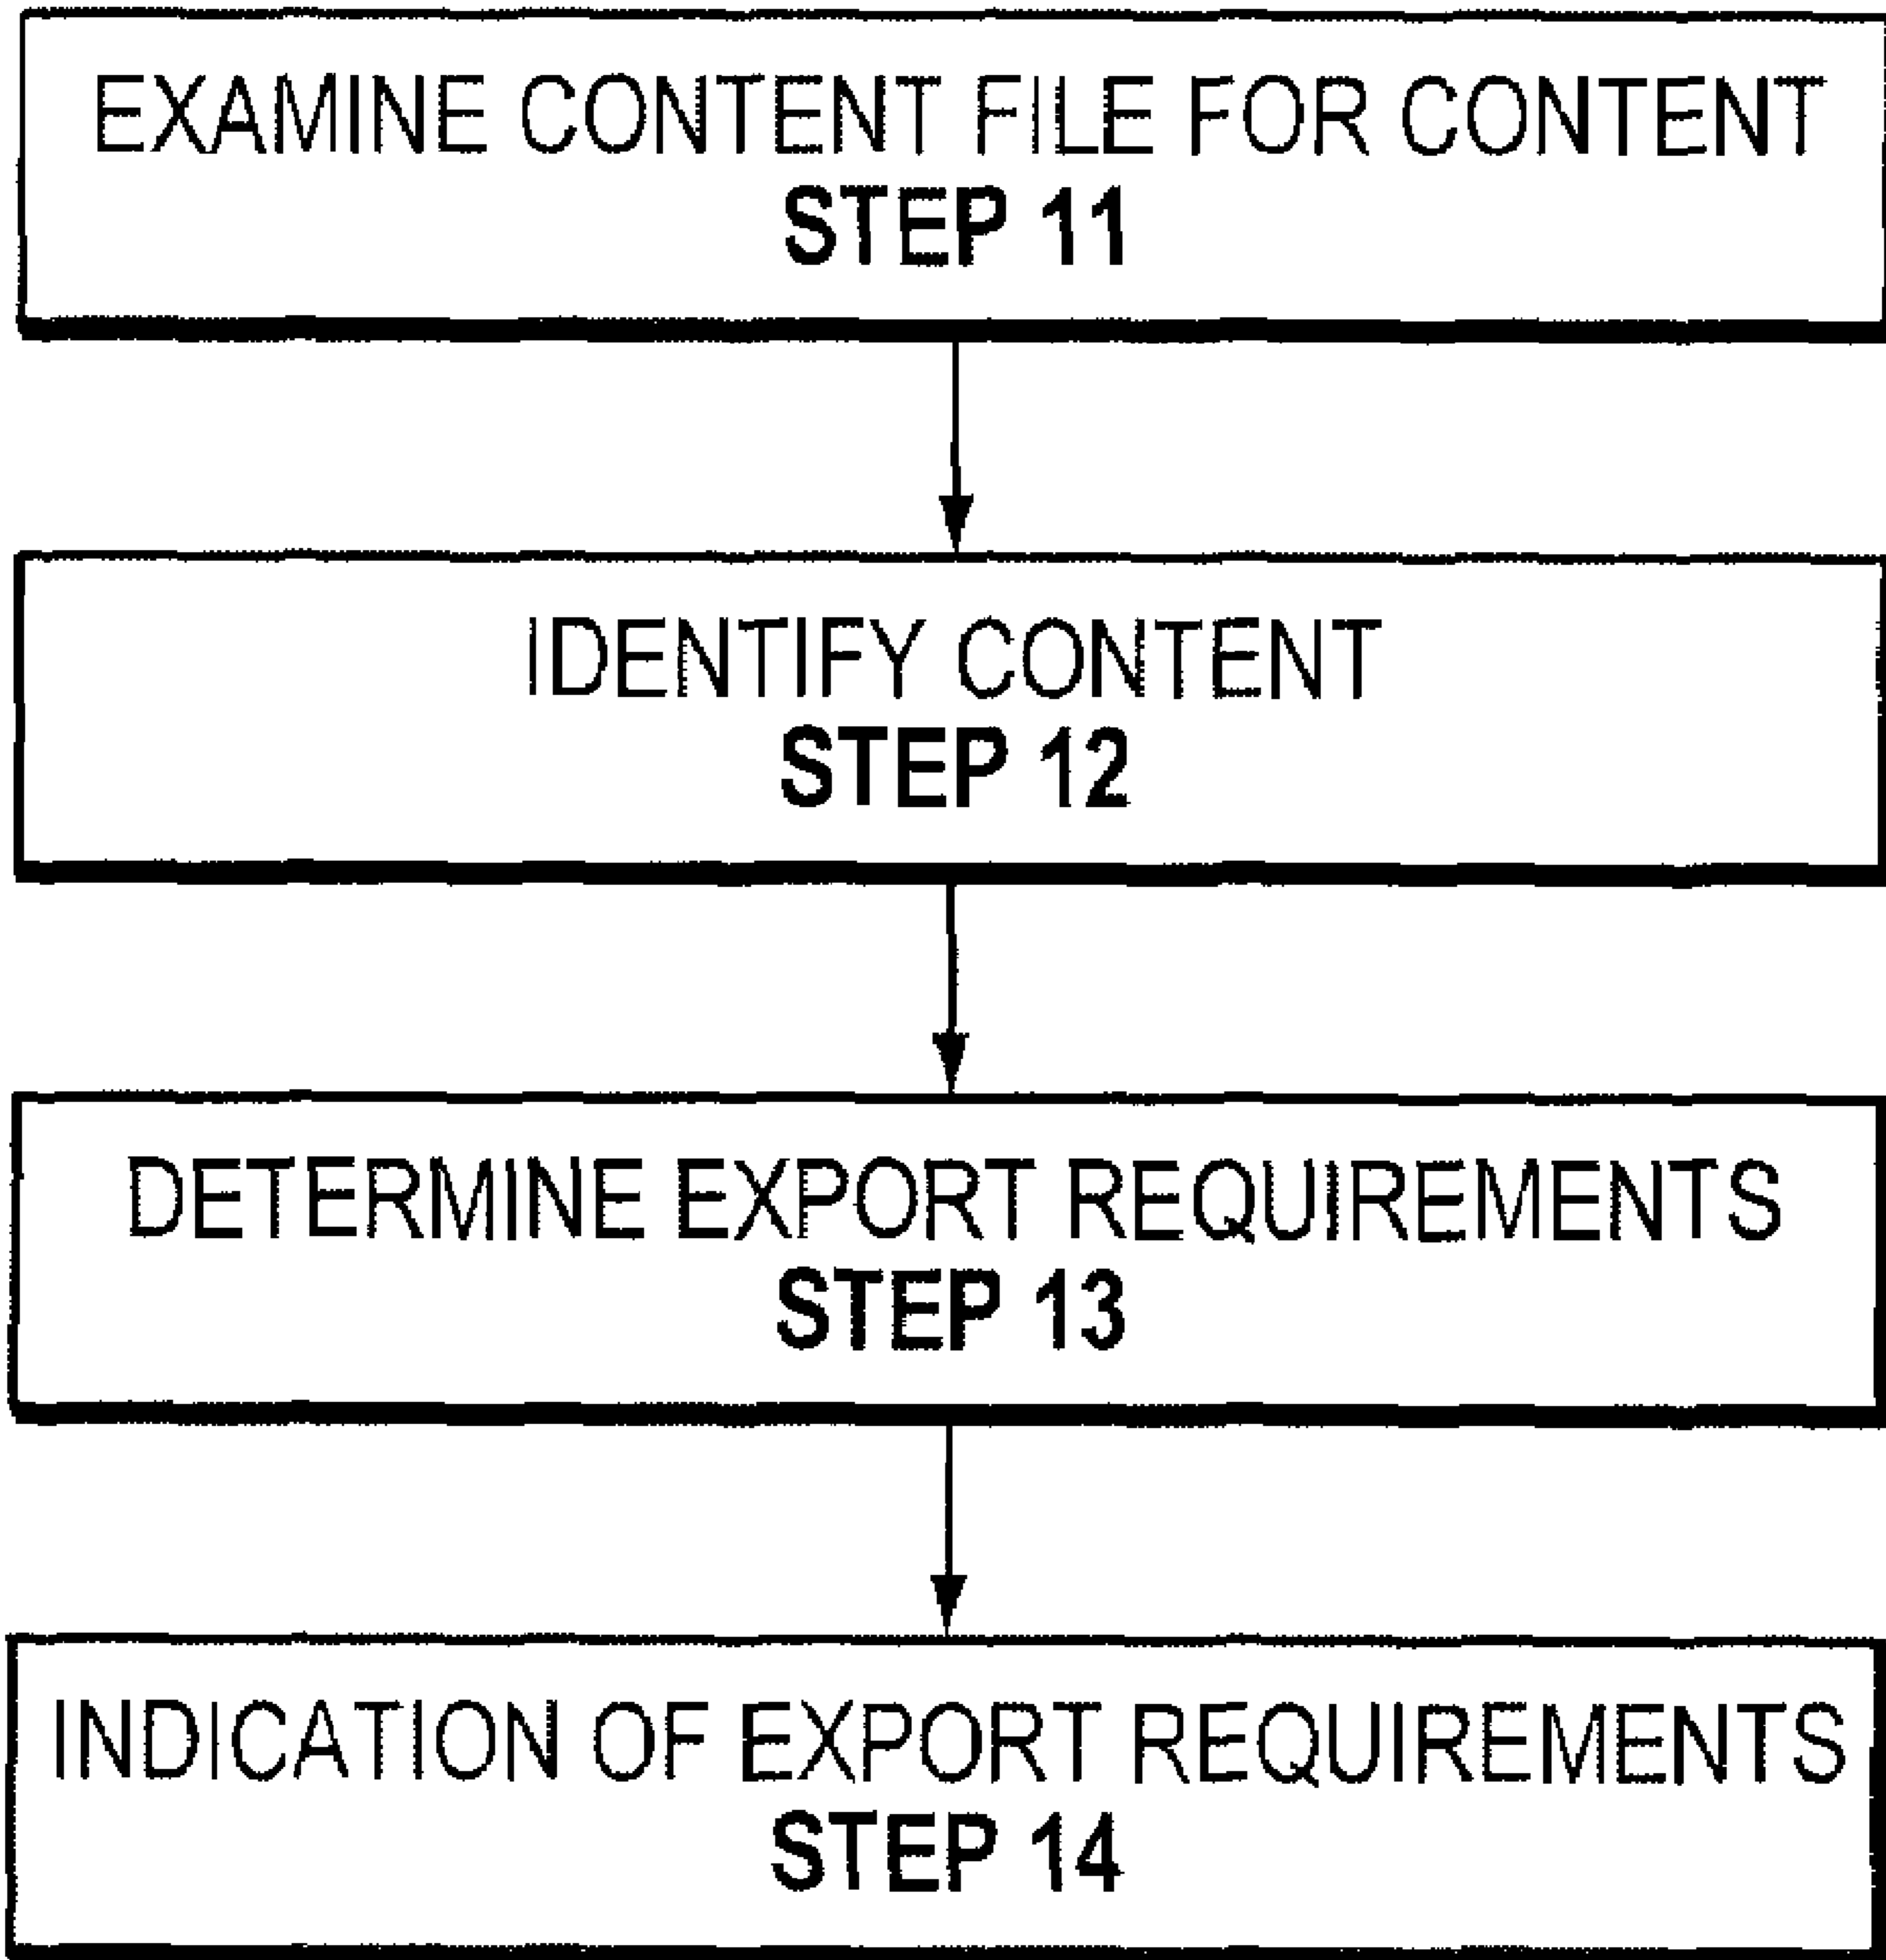 EXAMINE CONTENT FILE FOR CONTENT
STEP 11
IDENTIFY CONTENT
STEP 12
DETERMINE EXPORT REQUIREMENTS
STEP 13
INDICATION OF EXPORT REQUIREMENTS
STEP 14